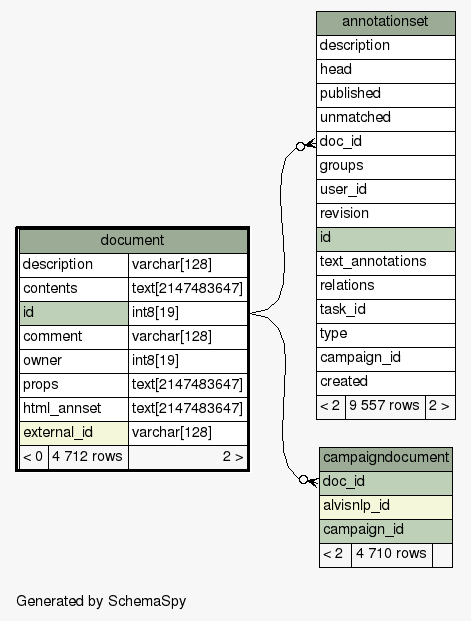 annotationset
description
head
published
unmatched
doc_id
groups
user_id
revision
id
text_annotations
relations
task_id
type
campaign_id
created
< 2 9 557 rows 2 >
document
description varchar[128]
contents text[2147483647]
id int8[19]
comment varchar[128]
owner int8[19]
props text[2147483647]
html_annset text[2147483647]
external_id varchar[128]
< 0 4 712 rows 2 >
campaigndocument
doc_id
alvisnlp_id
campaign_id
< 2 4 710 rows
Generated by SchemaSpy